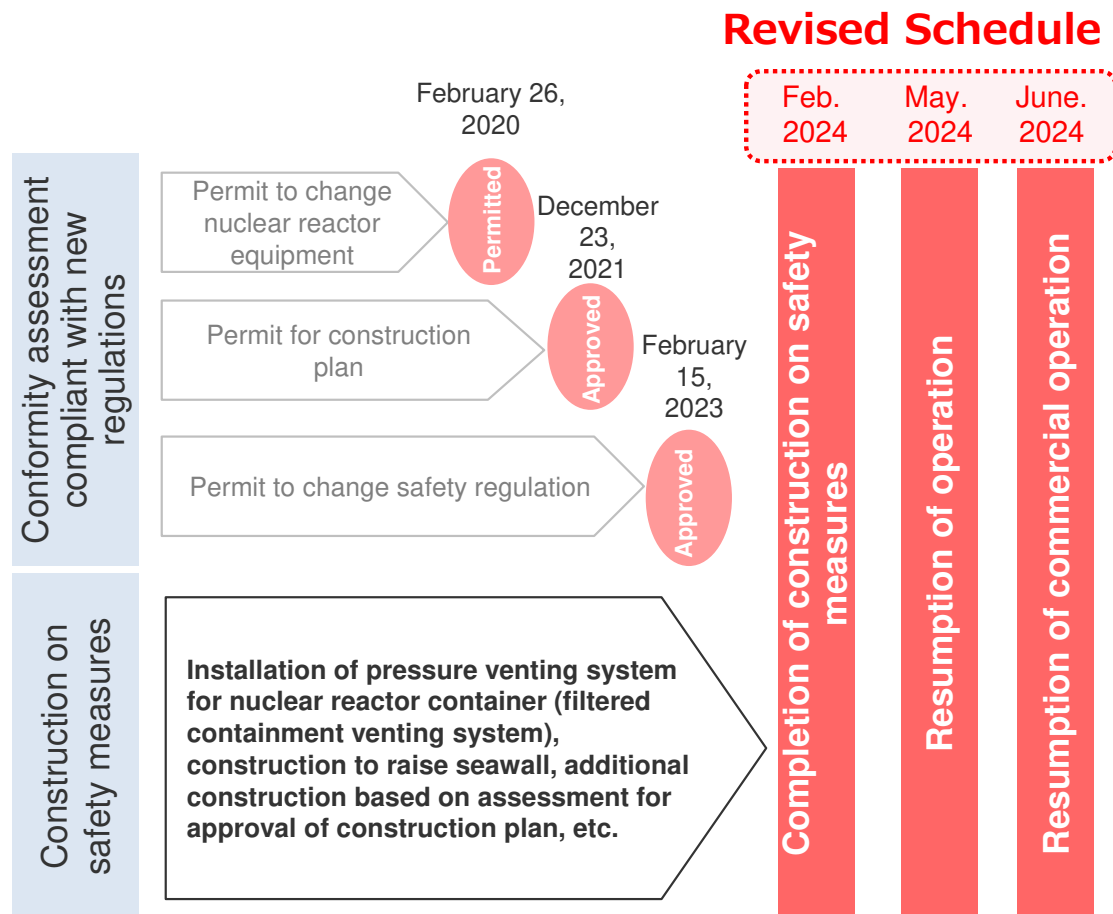 Revised Schedule
Feb.
2024
May.
2024
June.
2024
February 26,
2020
Conformity assessment
compliant with new
regulations
Permit to change
nuclear reactor
equipment
Permitted
December
23,
2021
Permit for construction
plan
Approved
February
15,
2023
Permit to change safety regulation
Approved
Construction on
safety measures
Installation of pressure venting system
for nuclear reactor container (filtered
containment venting system),
construction to raise seawall, additional
construction based on assessment for
approval of construction plan, etc.
Completion of construction on safety
measures
Resumption of operation
Resumption of commercial operation